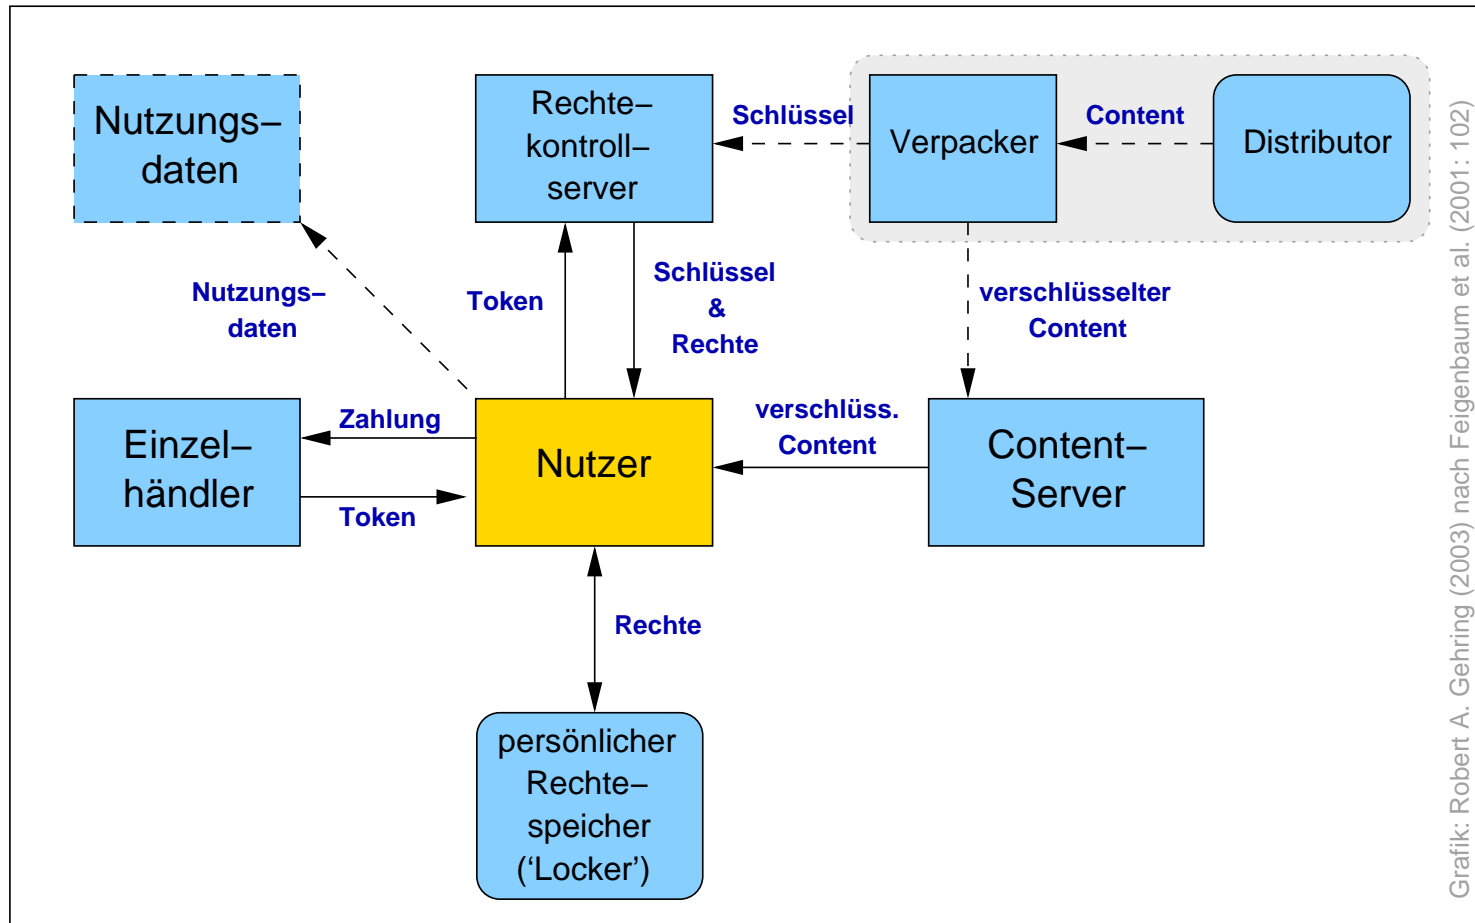 Nutzungs–
daten
Rechte–
kontroll–
server
Schlüssel
Verpacker
Content
Distributor
Nutzungs–
daten
Token
Schlüssel
&
Rechte
verschlüsselter
Content
Einzel–
händler
Zahlung
Token
Nutzer
verschlüss.
Content
Content–
Server
Rechte
persönlicher
Rechte–
speicher
(‘Locker’)
Grafik: Robert A. Gehring (2003) nach Feigenbaum et al. (2001: 102)